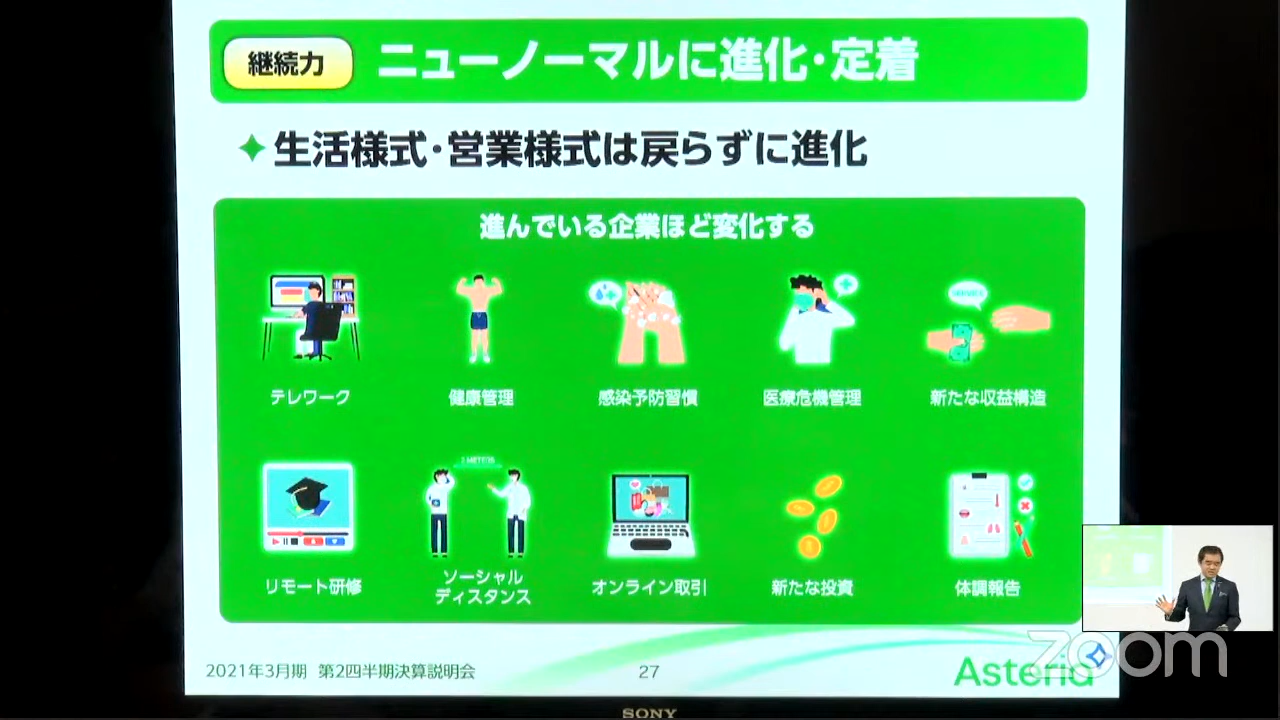 継続力
ニューノーマルに進化・定着
生活様式・営業様式は戻らずに進化
進んでいる企業ほど変化する
テレワーク
健康管理
感染予防習慣
医療危機管理
新たな収益構造
2 METERS
リモート研修
ソーシャル
ディスタンス
オンライン取引
新たな投資
体調報告
2021年3月期 第2四半期決算説明会
27
Asteria
zoom
SONY